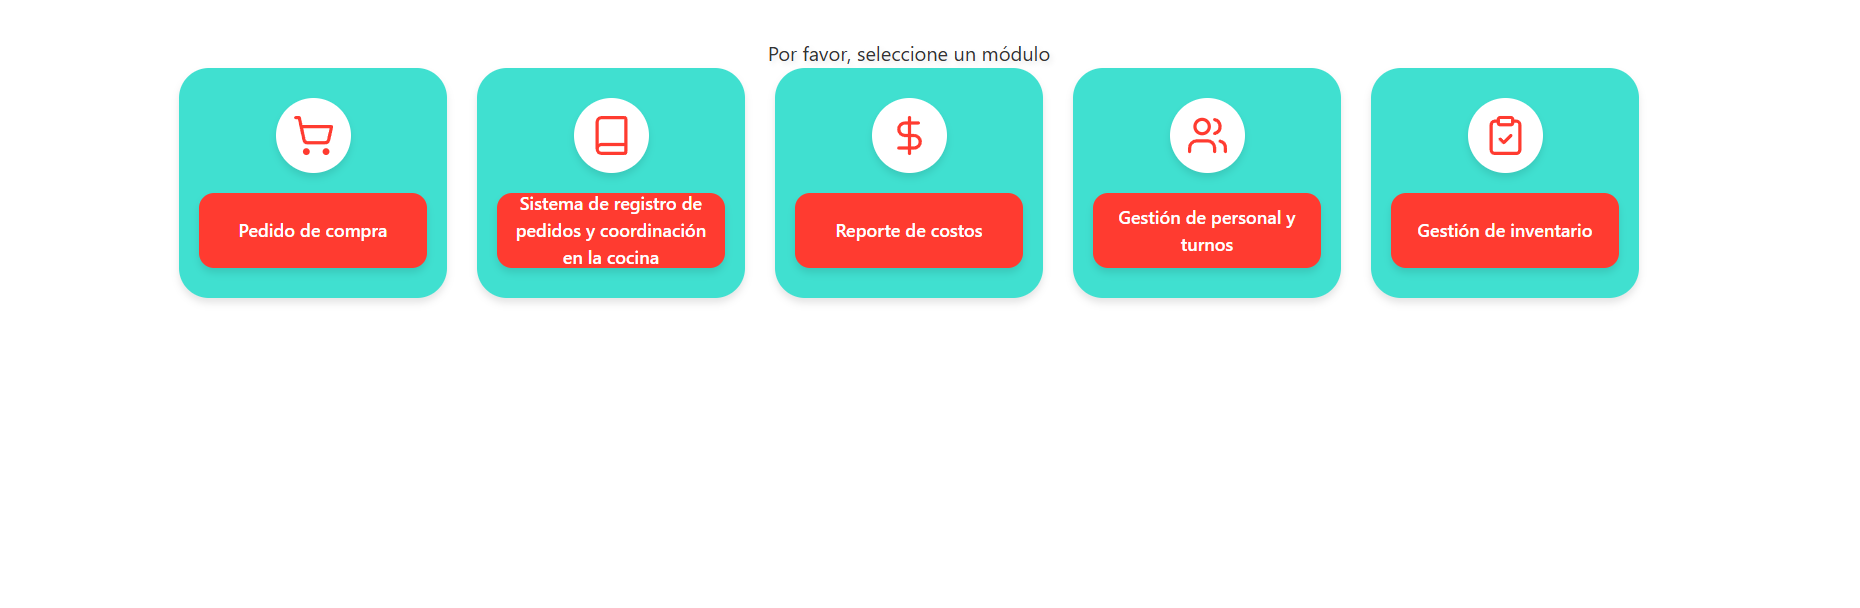 Por favor, seleccione un módulo
Pedido de compra
Sistema de registro de
pedidos y coordinación
en la cocina
Reporte de costos
Gestión de personal y
turnos
Gestión de inventario